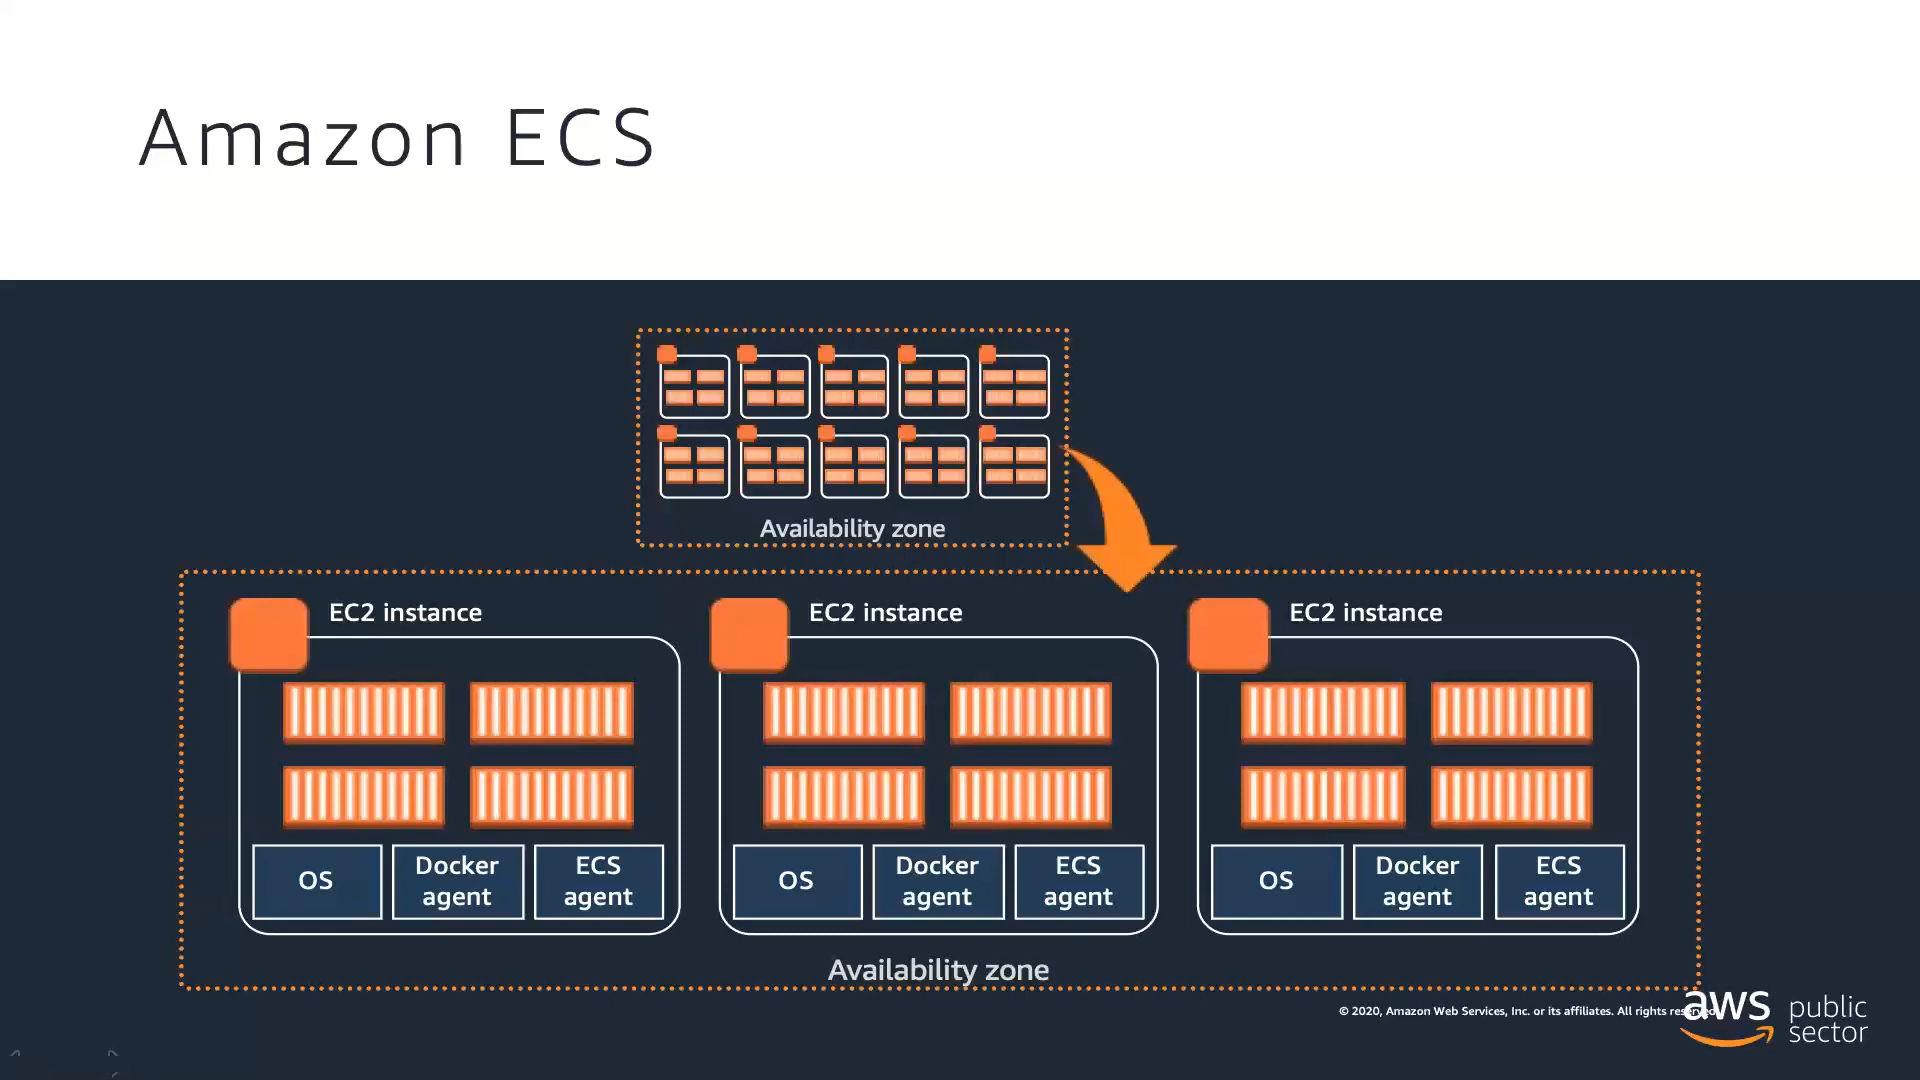 Amazon ECS
Availability zone
EC2 instance
EC2 instance
EC2 instance
OS
Docker
agent
ECS
agent
OS
Docker
agent
ECS
agent
OS
Docker
agent
ECS
agent
Availability zone
© 2020, Amazon Web Services, Inc. or its affiliates. All rights reserved.
aws
public
sector